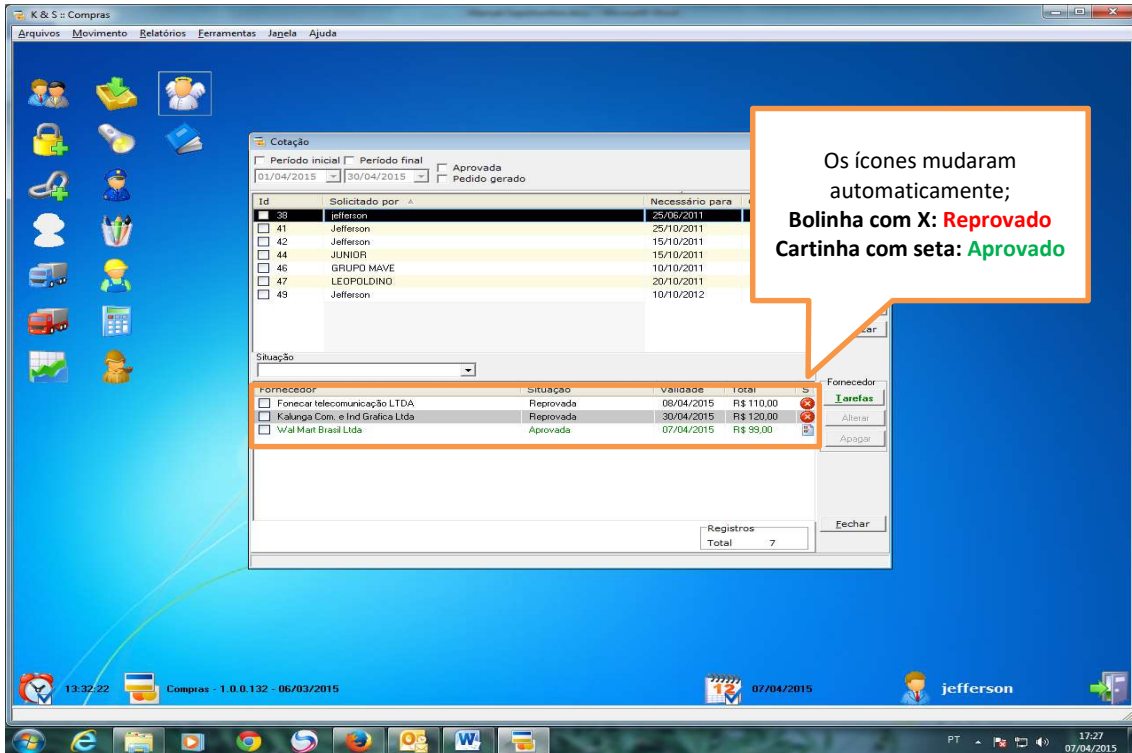 K & S :: Compras
Arquivos Movimento Relatórios Ferramentas Janela Ajuda
Os ícones mudaram
automaticamente;
Bolinha com X: Reprovado
Cartinha com seta: Aprovado
Cotação
Período inicial Período final
Aprovada
01/04/2015 30/04/2015 Pedido gerado
Id Solicitado por Necessário para
38 jefferson 25/06/2011
41 Jefferson 25/10/2011
42 Jefferson 15/10/2011
44 JUNIOR 15/10/2011
46 GRUPO MAVE 10/10/2011
47 LEOPOLDINO 20/10/2011
49 Jefferson 10/10/2012
zar
Situação
Fornecedor Situação Validade Total S
Fonecar telecomunicação LTDA Reprovada 08/04/2015 R$ 110,00
Kalunga Com. e Ind Grafica Ltda Reprovada 30/04/2015 R$ 120,00
Wal Mart Brasil Ltda Aprovada 07/04/2015 R$ 99,00
Fornecedor
Tarefas
Alterar
Apagar
Registros
Total 7
Fechar
13:32:22 Compras - 1.0.0.132 - 06/03/2015 12 07/04/2015 jefferson
PT 17:27
07/04/2015